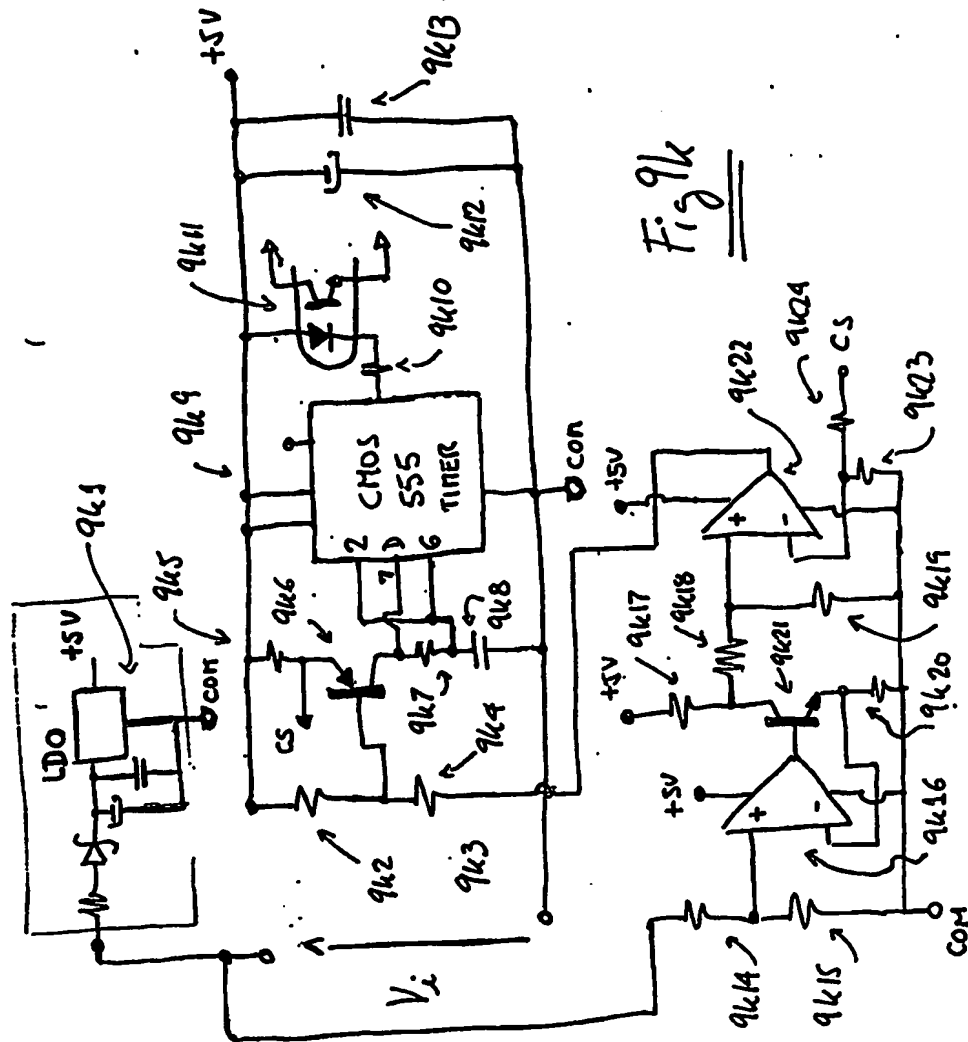 9k1
LDO
+5V
COM
9k5
9k9
9k11
+5V
9k6
CS
2
7
D
6
CMOS
555
TIMER
9k10
9k12
9k13
9k7
9k8
9k4
9k2
9k3
COM
Vi
+5V
9k17
9k18
9k21
+5V
9k22
9k24
CS
+
-
+
-
9k14
9k15
9k16
9k20
9k19
9k23
COM
Fig 9k